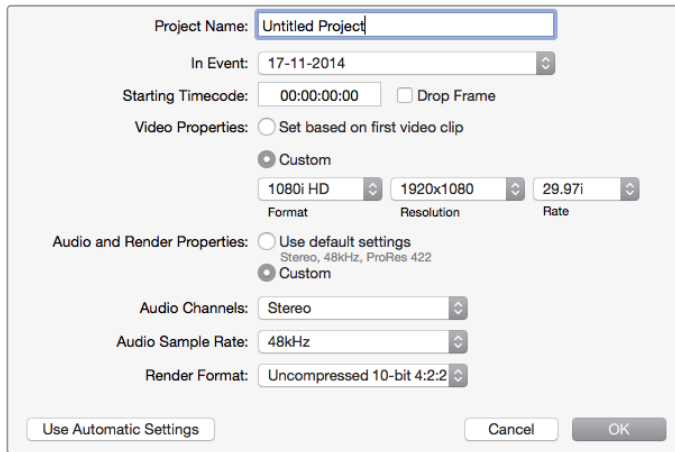 Project Name: Untitled Project
In Event: 17-11-2014
Starting Timecode: 00:00:00:00 Drop Frame
Video Properties: Set based on first video clip
Custom
1080i HD 1920x1080 29.97i
Format Resolution Rate
Audio and Render Properties: Use default settings
Stereo, 48kHz, ProRes 422
Custom
Audio Channels: Stereo
Audio Sample Rate: 48kHz
Render Format: Uncompressed 10-bit 4:2:2
Use Automatic Settings Cancel OK